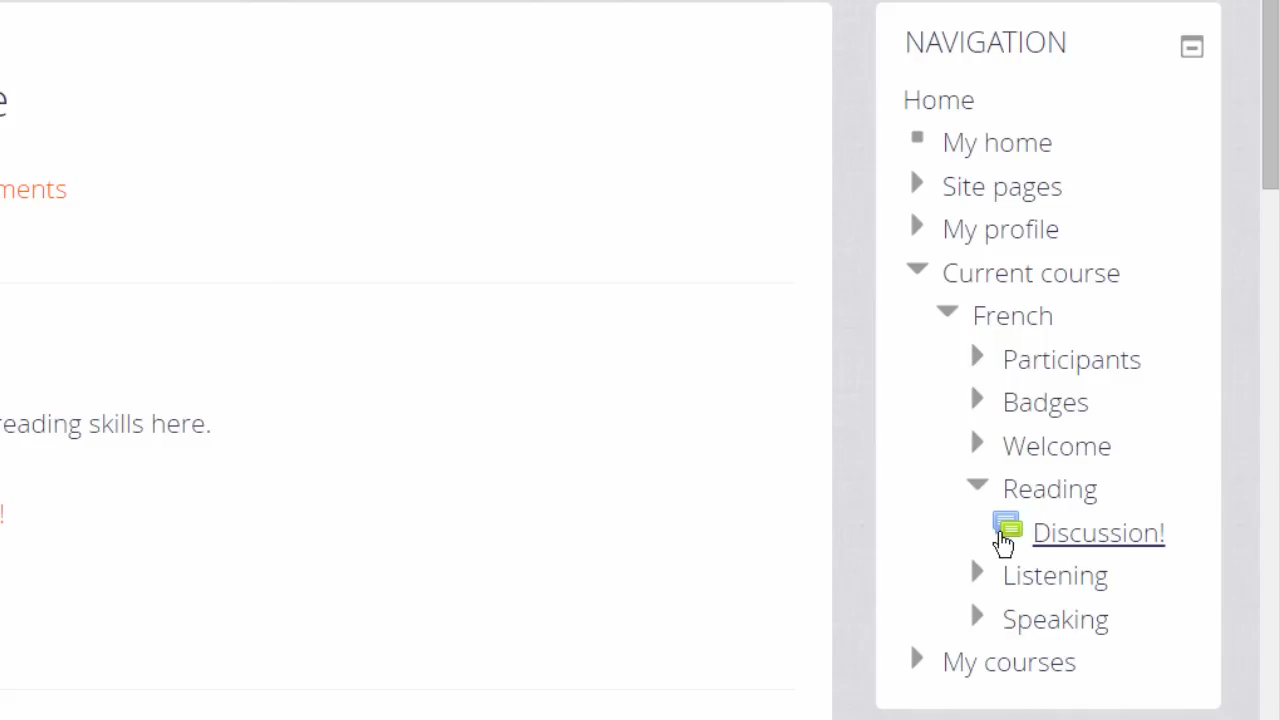 NAVIGATION
Home
My home
Site pages
My profile
Current course
French
Participants
Badges
Welcome
Reading
Discussion!
Listening
Speaking
My courses
e
ments
reading skills here.
!